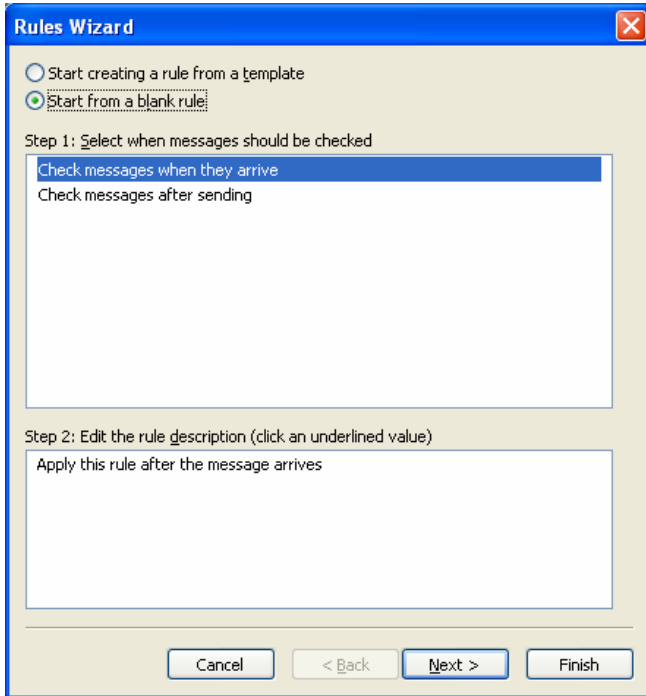 Rules Wizard
Start creating a rule from a template
Start from a blank rule
Step 1: Select when messages should be checked
Check messages when they arrive
Check messages after sending
Step 2: Edit the rule description (click an underlined value)
Apply this rule after the message arrives
Cancel < Back Next > Finish